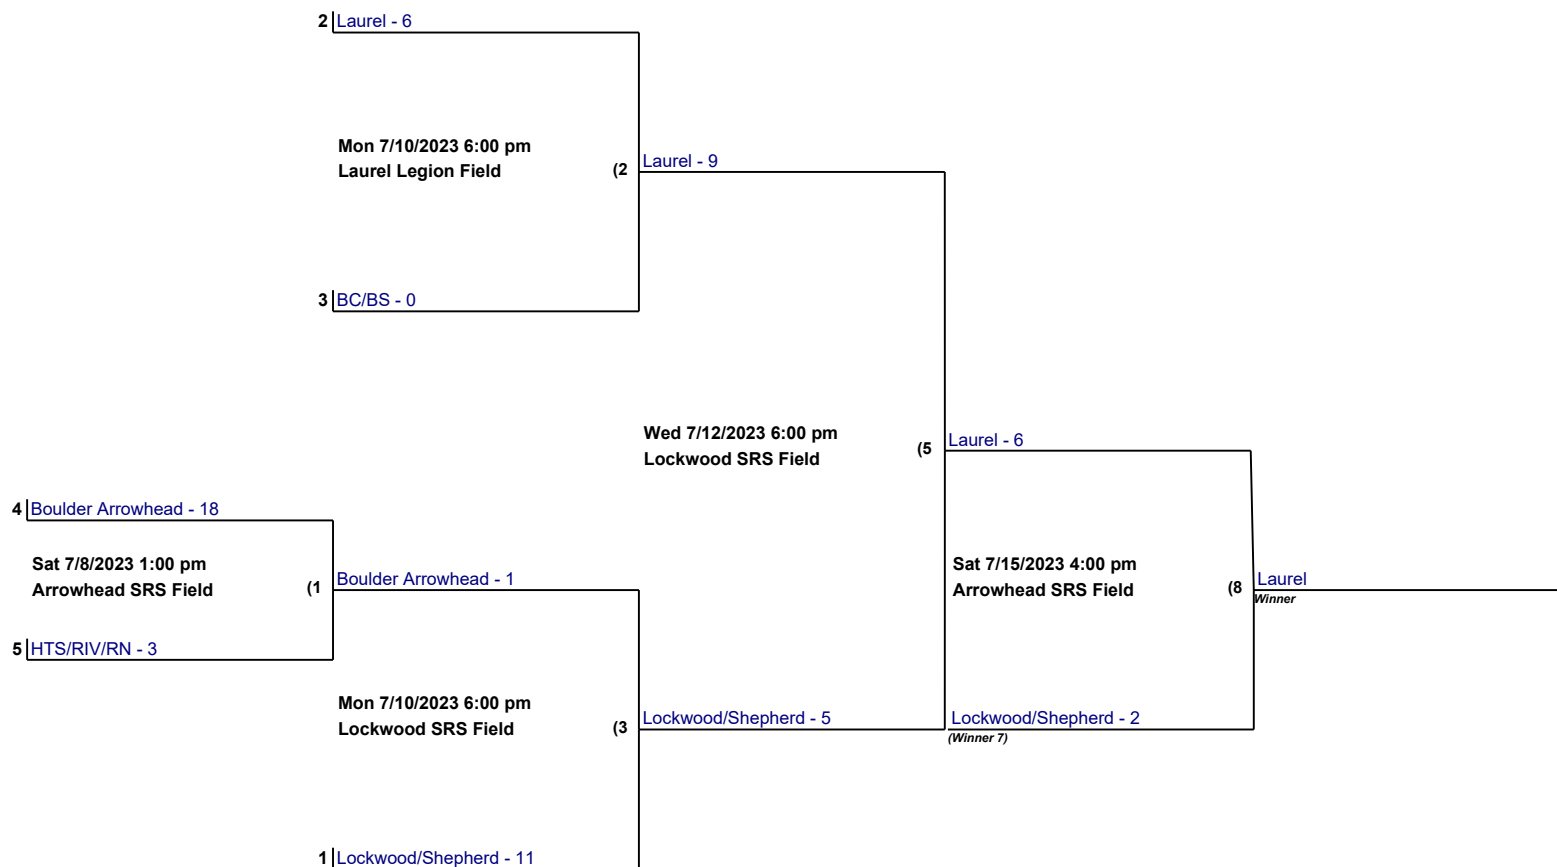 2 Laurel - 6
Mon 7/10/2023 6:00 pm
Laurel Legion Field
(2
Laurel - 9
3 BC/BS - 0
Wed 7/12/2023 6:00 pm
Lockwood SRS Field
(5
Laurel - 6
4 Boulder Arrowhead - 18
Sat 7/8/2023 1:00 pm
Arrowhead SRS Field
(1
Boulder Arrowhead - 1
Sat 7/15/2023 4:00 pm
Arrowhead SRS Field
(8
Laurel
Winner
5 HTS/RIV/RN - 3
Mon 7/10/2023 6:00 pm
Lockwood SRS Field
(3
Lockwood/Shepherd - 5
Lockwood/Shepherd - 2
(Winner 7)
1 Lockwood/Shepherd - 11